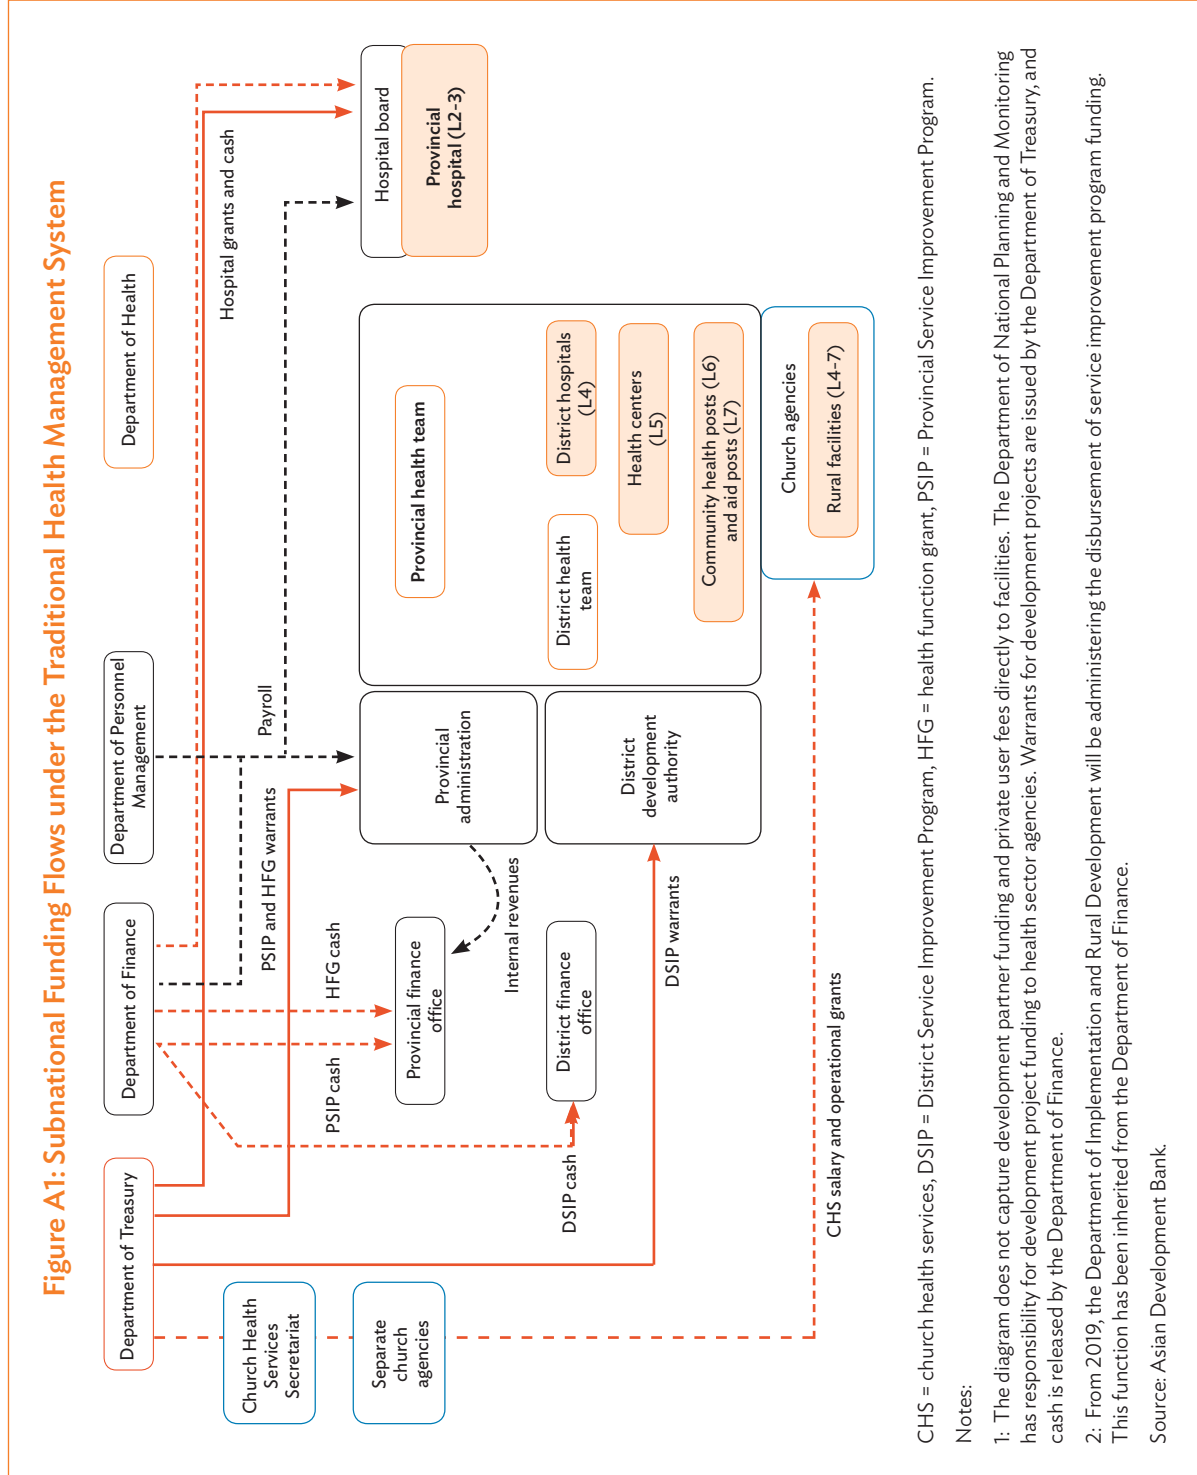 Figure A1: Subnational Funding Flows under the Traditional Health Management System
Department of Treasury
Department of Finance
Department of Personnel
Management
Department of Health
Church Health
Services
Secretariat
Separate
church
agencies
PSIP and HFG warrants
Payroll
Hospital grants and cash
PSIP cash
HFG cash
Provincial finance
office
Internal revenues
Provincial
administration
Provincial health team
Hospital board
Provincial
hospital (L2-3)
DSIP cash
District finance
office
DSIP warrants
District
development
authority
District health
team
District hospitals
(L4)
Health centers
(L5)
Community health posts (L6)
and aid posts (L7)
Church agencies
Rural facilities (L4-7)
CHS salary and operational grants
CHS = church health services, DSIP = District Service Improvement Program, HFG = health function grant, PSIP = Provincial Service Improvement Program.
Notes:
1: The diagram does not capture development partner funding and private user fees directly to facilities. The Department of National Planning and Monitoring
has responsibility for development project funding to health sector agencies. Warrants for development projects are issued by the Department of Treasury, and
cash is released by the Department of Finance.
2: From 2019, the Department of Implementation and Rural Development will be administering the disbursement of service improvement program funding.
This function has been inherited from the Department of Finance.
Source: Asian Development Bank.